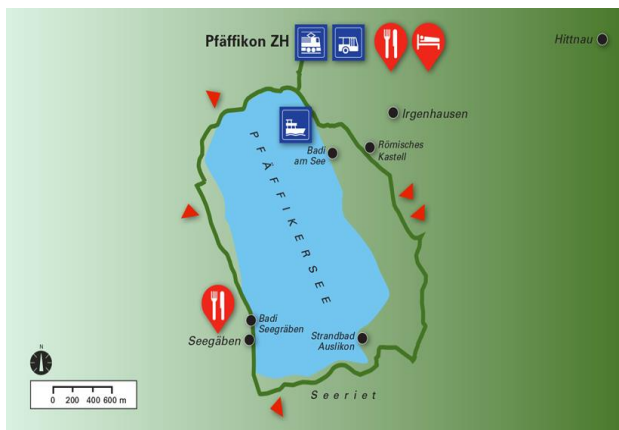 Pfäffikon ZH
Hittnau
Irgenhausen
Römisches
Kastell
Badi
am See
PFÄFFIKERSEE
Badi
Seegräben
Seegäben
Strandbad
Auslikon
Seeriet
N
0 200 400 600 m